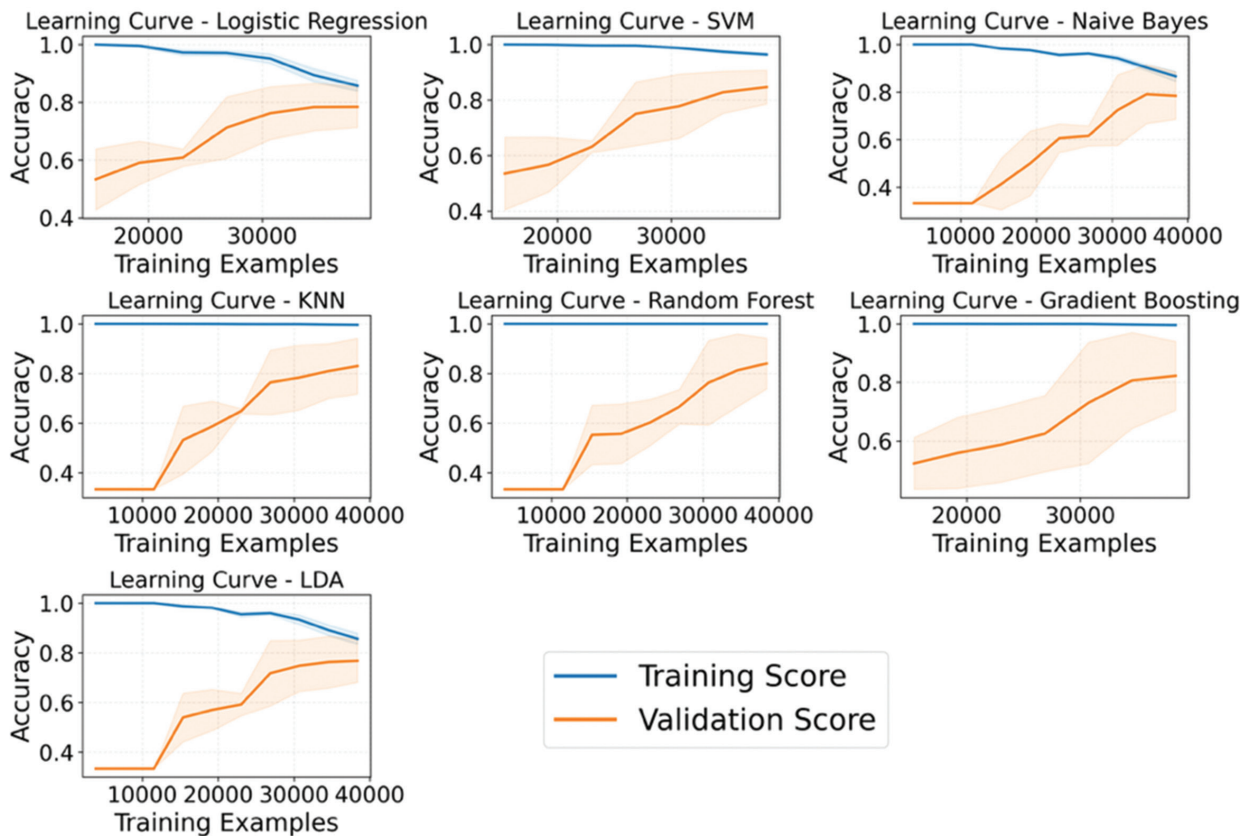 Learning Curve - Logistic Regression
1.0
0.8
0.6
0.4
Accuracy
20000 30000
Training Examples
Learning Curve - SVM
1.0
0.8
0.6
0.4
Accuracy
20000 30000
Training Examples
Learning Curve - Naive Bayes
1.0
0.8
0.6
0.4
Accuracy
10000 20000 30000 40000
Training Examples
Learning Curve - KNN
1.0
0.8
0.6
0.4
Accuracy
10000 20000 30000 40000
Training Examples
Learning Curve - Random Forest
1.0
0.8
0.6
0.4
Accuracy
10000 20000 30000 40000
Training Examples
Learning Curve - Gradient Boosting
1.0
0.8
0.6
Accuracy
20000 30000
Training Examples
Learning Curve - LDA
1.0
0.8
0.6
0.4
Accuracy
10000 20000 30000 40000
Training Examples
Training Score
Validation Score